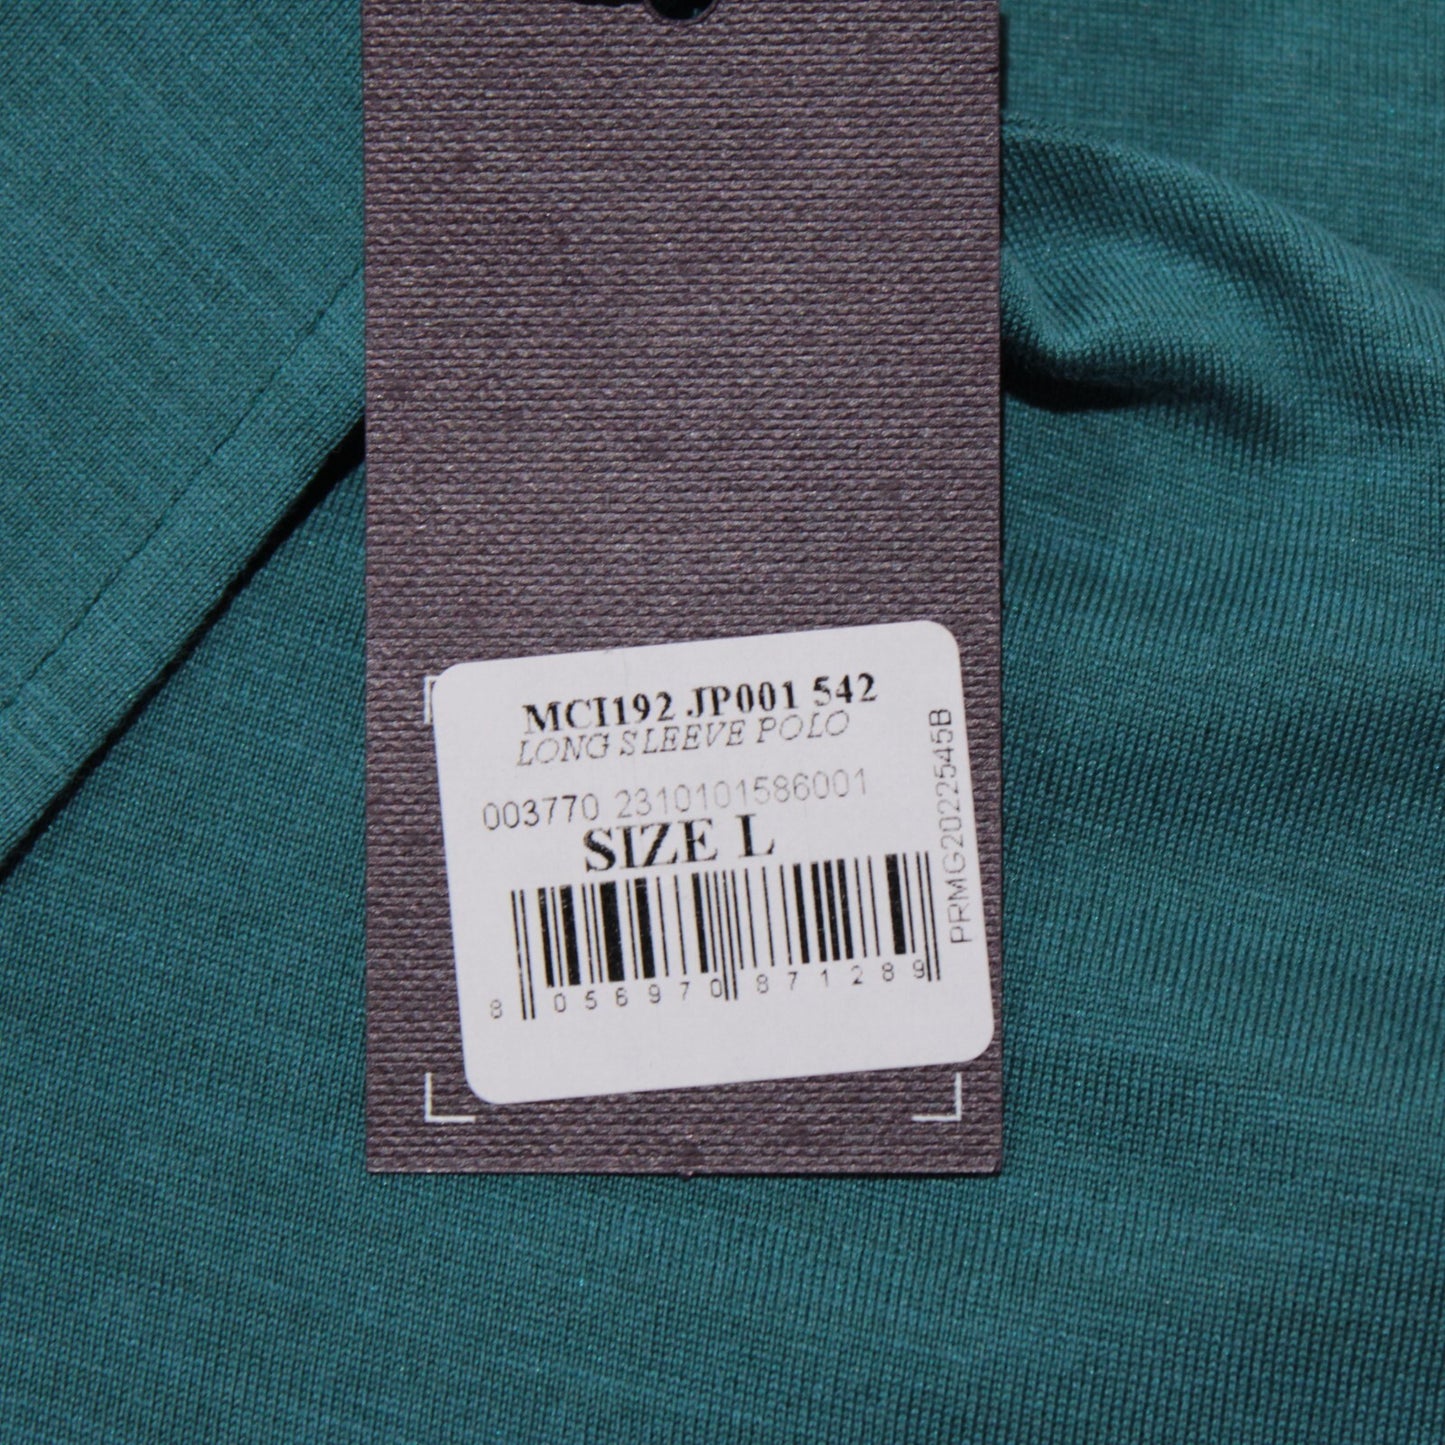 MCI192 JP001 542
LONG SLEEVE POLO
003770 2310101586001
SIZE L
8 056970 871289
PRMG2022545B